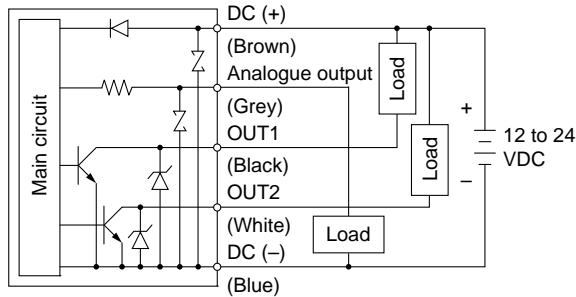 DC (+)
(Brown)
Analogue output
(Grey)
OUT1
(Black)
OUT2
(White)
DC (–)
(Blue)
Main circuit
Load
Load
Load
+
–
12 to 24
VDC